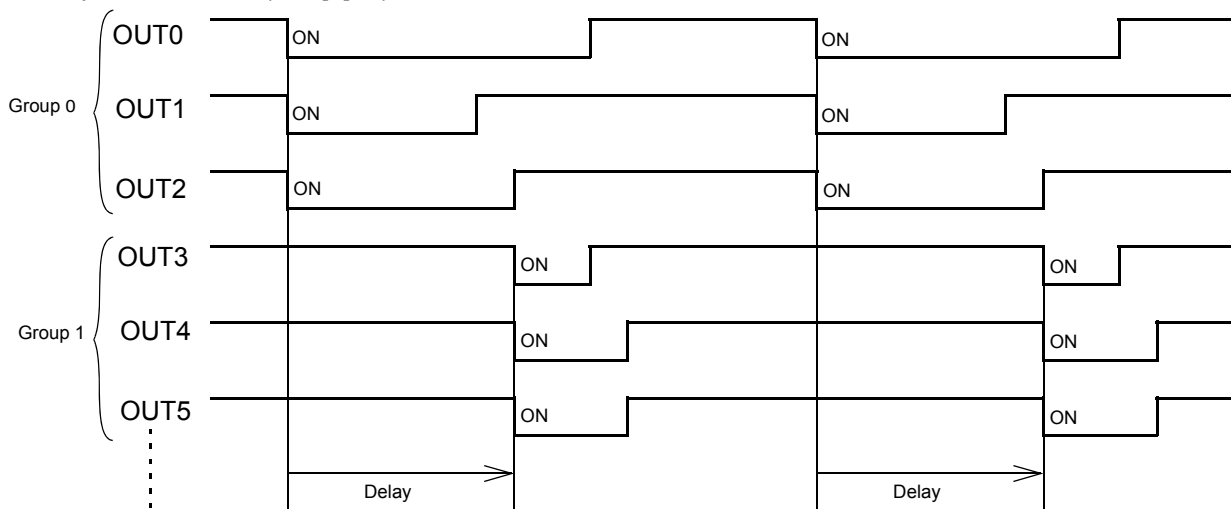 OUT0 ON ON
Group 0 OUT1 ON ON
OUT2 ON ON
OUT3 ON ON
Group 1 OUT4 ON ON
OUT5 ON ON
Delay Delay